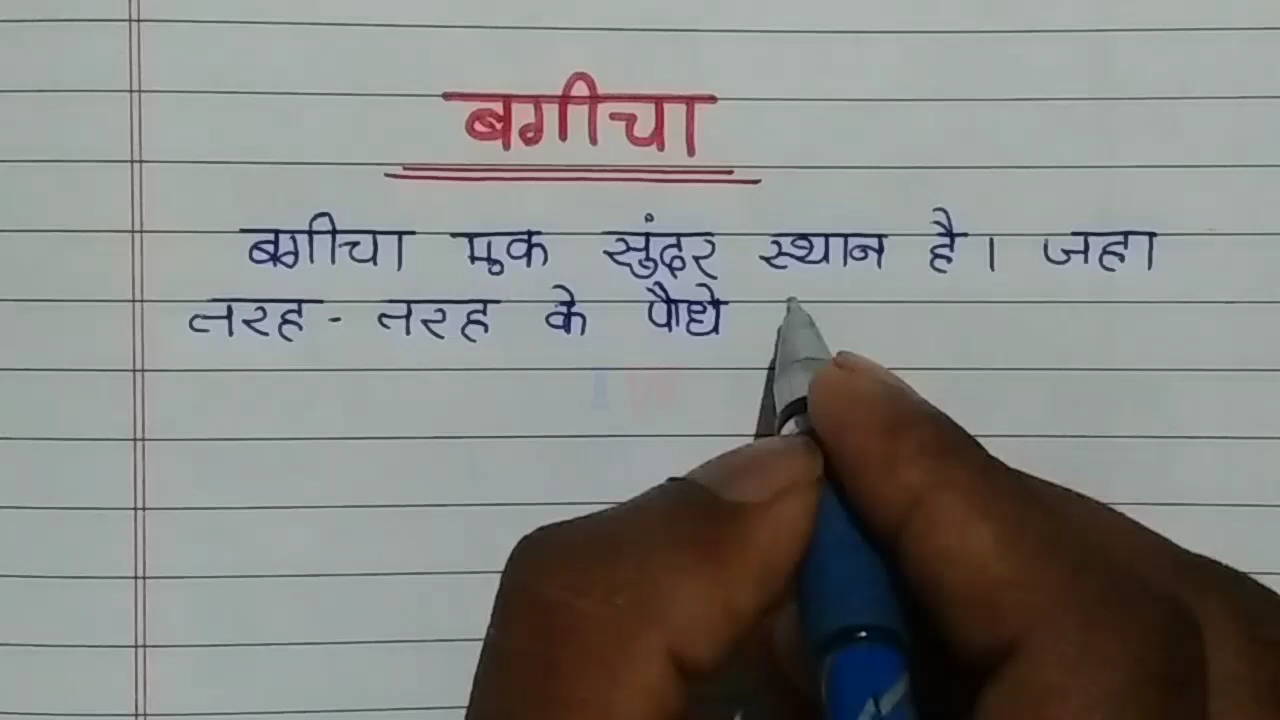 बगीचा
बगीचा एक सुंदर स्थान है। जहा
तरह - तरह के पौधे